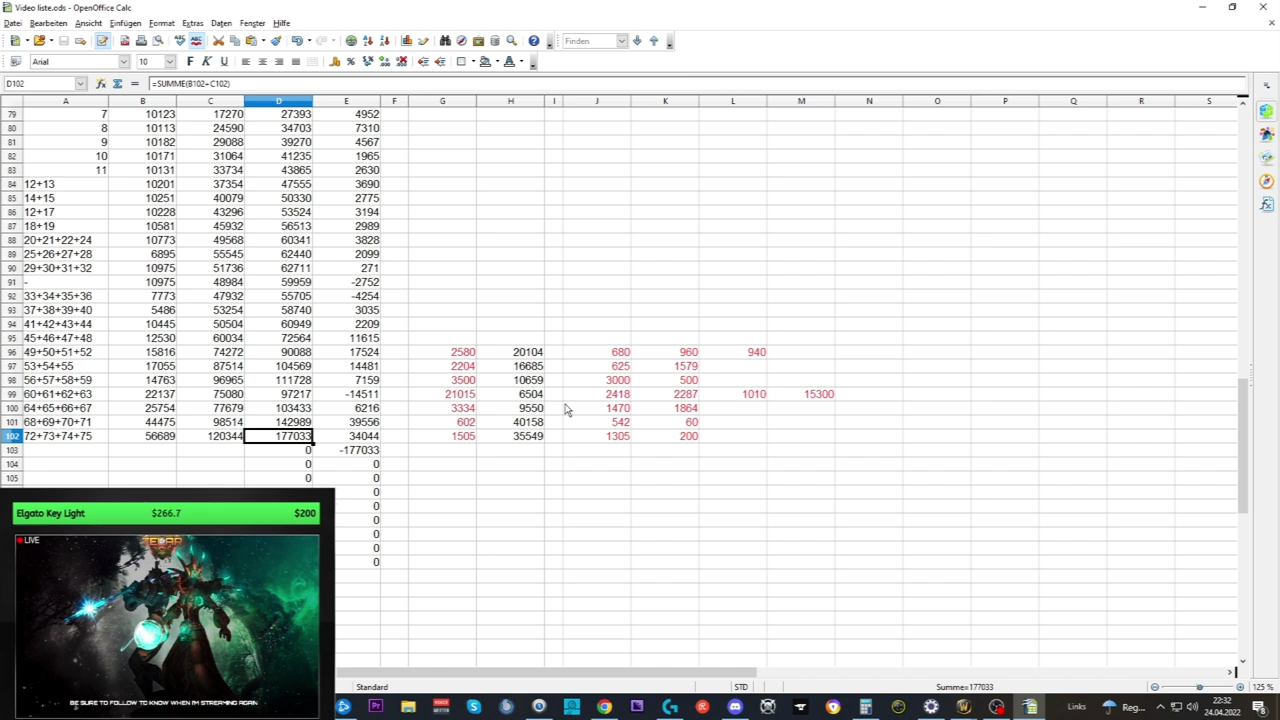 Video liste.ods - OpenOffice Calc
Datei Bearbeiten Ansicht Einfügen Format Extras Daten Fenster Hilfe
Finden
Arial 10 F K U
D102 =SUMME(B102+C102)
A B C D E F G H I J K L M N O P Q R S
79 7 10123 17270 27393 4952
80 8 10113 24590 34703 7310
81 9 10182 29088 39270 4567
82 10 10171 31064 41235 1965
83 11 10131 33734 43865 2630
84 12+13 10201 37354 47555 3690
85 14+15 10251 40079 50330 2775
86 12+17 10228 43296 53524 3194
87 18+19 10581 45932 56513 2989
88 20+21+22+24 10773 49568 60341 3828
89 25+26+27+28 6895 55545 62440 2099
90 29+30+31+32 10975 51736 62711 271
91 - 10975 48984 59959 -2752
92 33+34+35+36 7773 47932 55705 -4254
93 37+38+39+40 5486 53254 58740 3035
94 41+42+43+44 10445 50504 60949 2209
95 45+46+47+48 12530 60034 72564 11615
96 49+50+51+52 15816 74272 90088 17524 2580 20104 680 960 940
97 53+54+55 17055 87514 104569 14481 2204 16685 625 1579
98 56+57+58+59 14763 96965 111728 7159 3500 10659 3000 500
99 60+61+62+63 22137 75080 97217 -14511 21015 6504 2418 2287 1010 15300
100 64+65+66+67 25754 77679 103433 6216 3334 9550 1470 1864
101 68+69+70+71 44475 98514 142989 39556 602 40158 542 60
102 72+73+74+75 56689 120344 177033 34044 1505 35549 1305 200
103 0 -177033
104 0 0
105 0 0
0
0
0
0
0
0
Elgato Key Light $266.7 $200
LIVE
BE SURE TO FOLLOW TO KNOW WHEN I'M STREAMING AGAIN
Standard STD Summe=177033 125 %
Links Reg... 22:32
24.04.2022